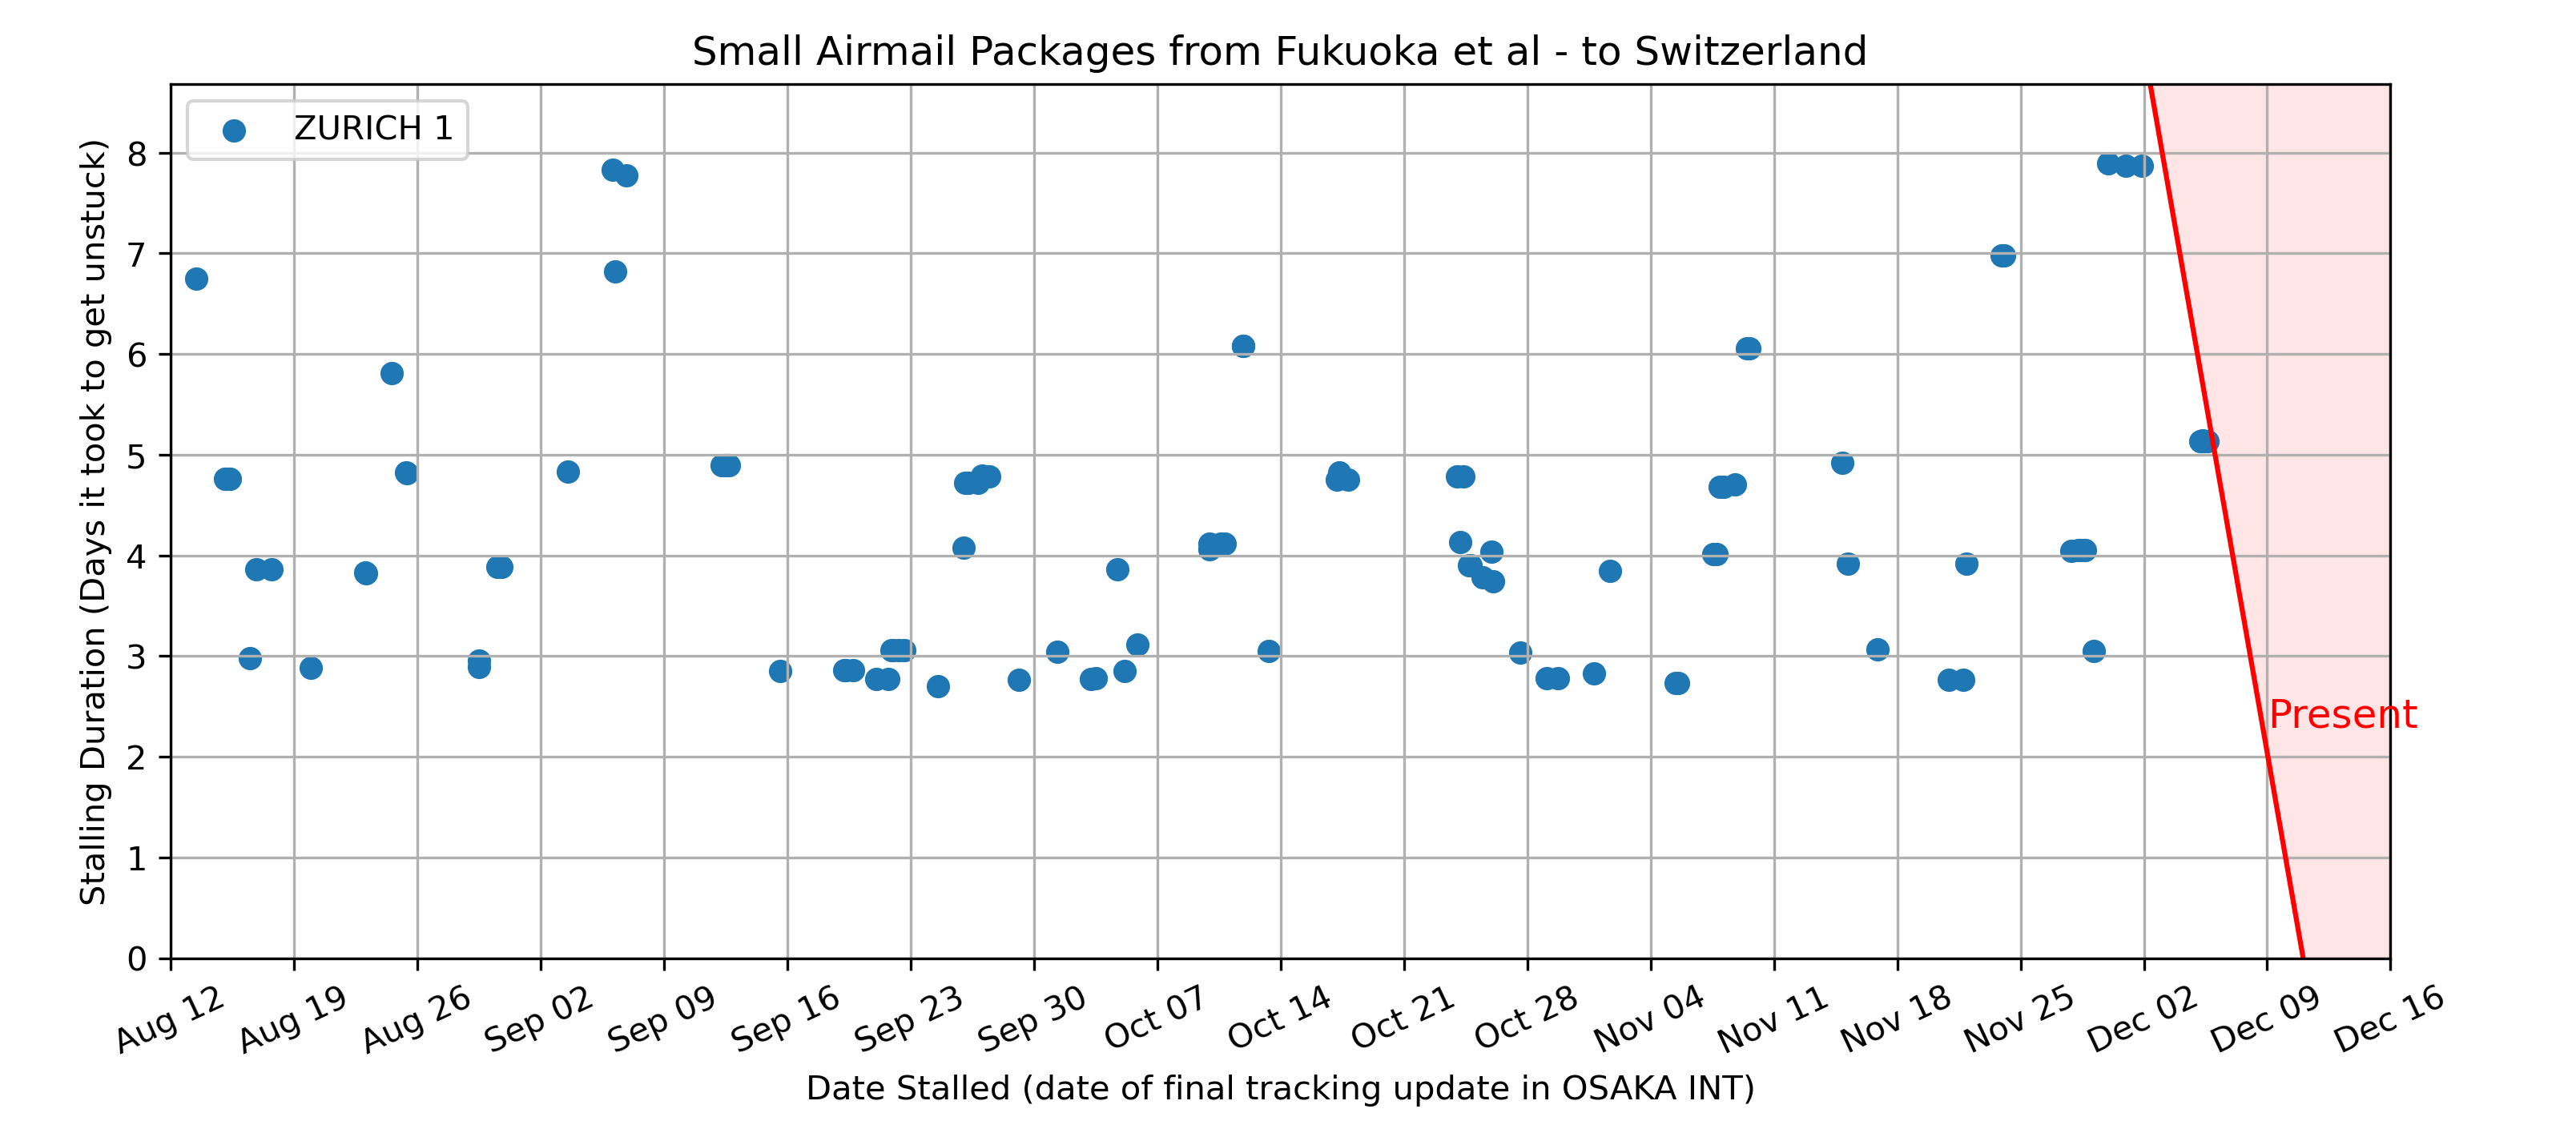 Small Airmail Packages from Fukuoka et al - to Switzerland
ZURICH 1
Stalling Duration (Days it took to get unstuck)
8
7
6
5
4
3
2
1
0
Present
Aug 12
Aug 19
Aug 26
Sep 02
Sep 09
Sep 16
Sep 23
Sep 30
Oct 07
Oct 14
Oct 21
Oct 28
Nov 04
Nov 11
Nov 18
Nov 25
Dec 02
Dec 09
Dec 16
Date Stalled (date of final tracking update in OSAKA INT)